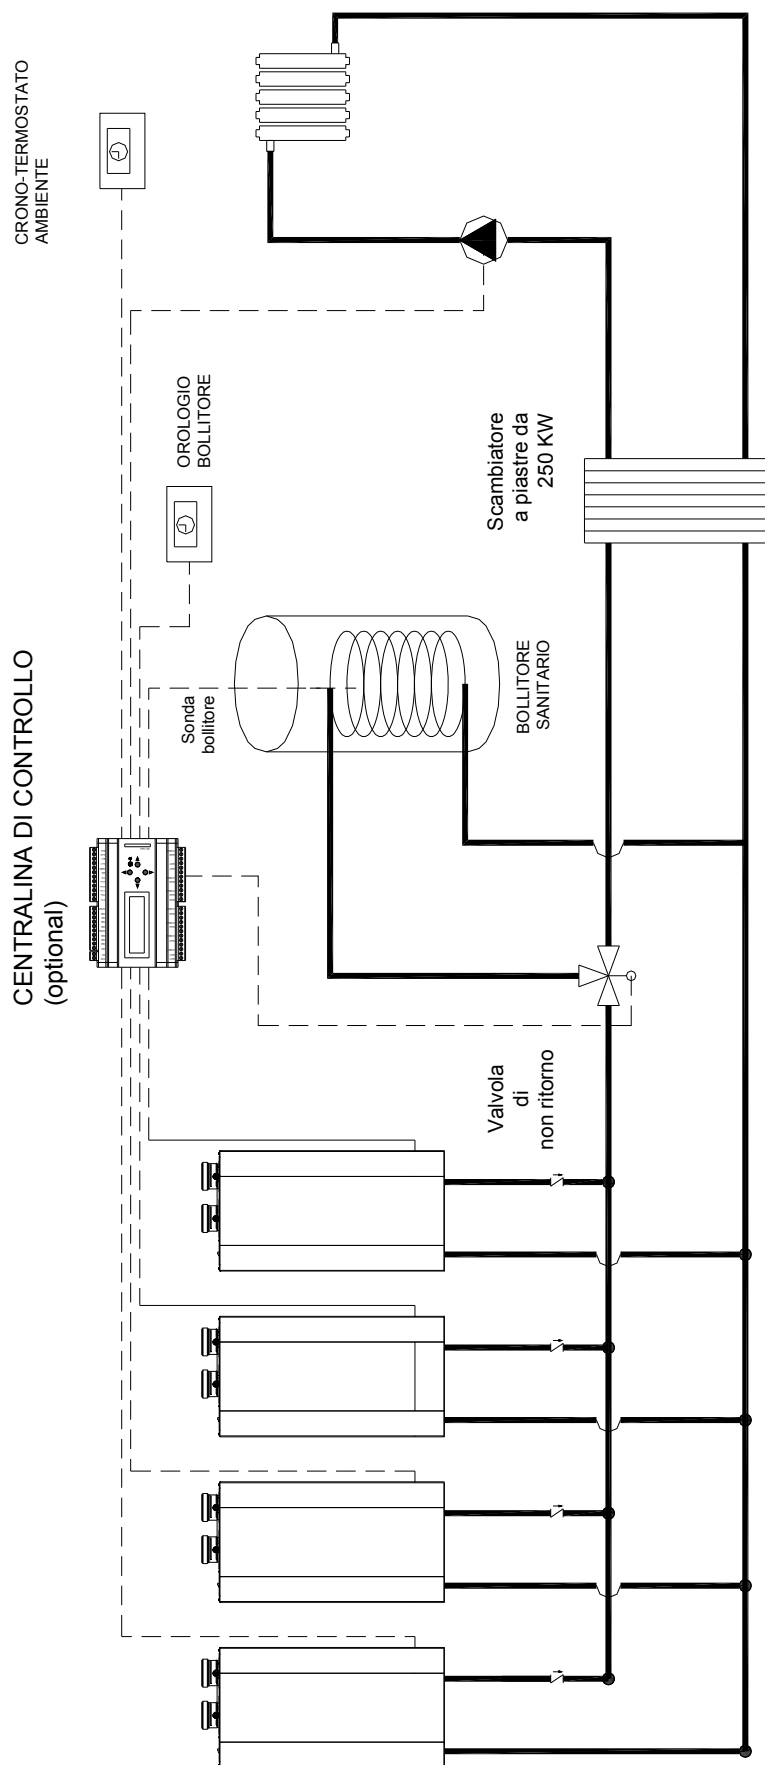 CENTRALINA DI CONTROLLO
(optional)
CRONO-TERMOSTATO
AMBIENTE
OROLOGIO
BOLLITORE
Sonda
bollitore
BOLLITORE
SANITARIO
Scambiatore
a piastre da
250 KW
Valvola
di
non ritorno